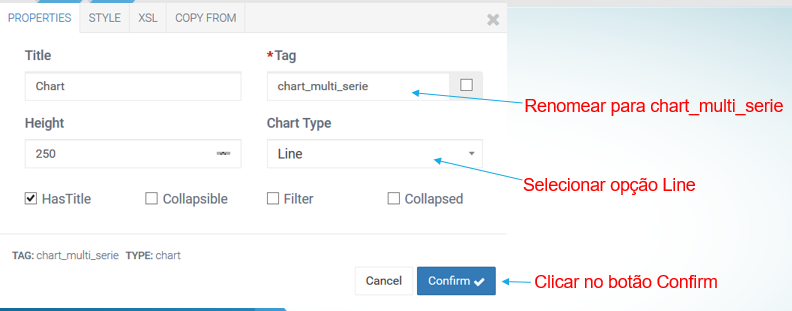 PROPERTIES STYLE XSL COPY FROM
Title *Tag
Chart chart_multi_serie
Renomear para chart_multi_serie
Height Chart Type
250 Line
Selecionar opção Line
HasTitle Collapsible Filter Collapsed
TAG: chart_multi_serie TYPE: chart
Cancel Confirm
Clicar no botão Confirm